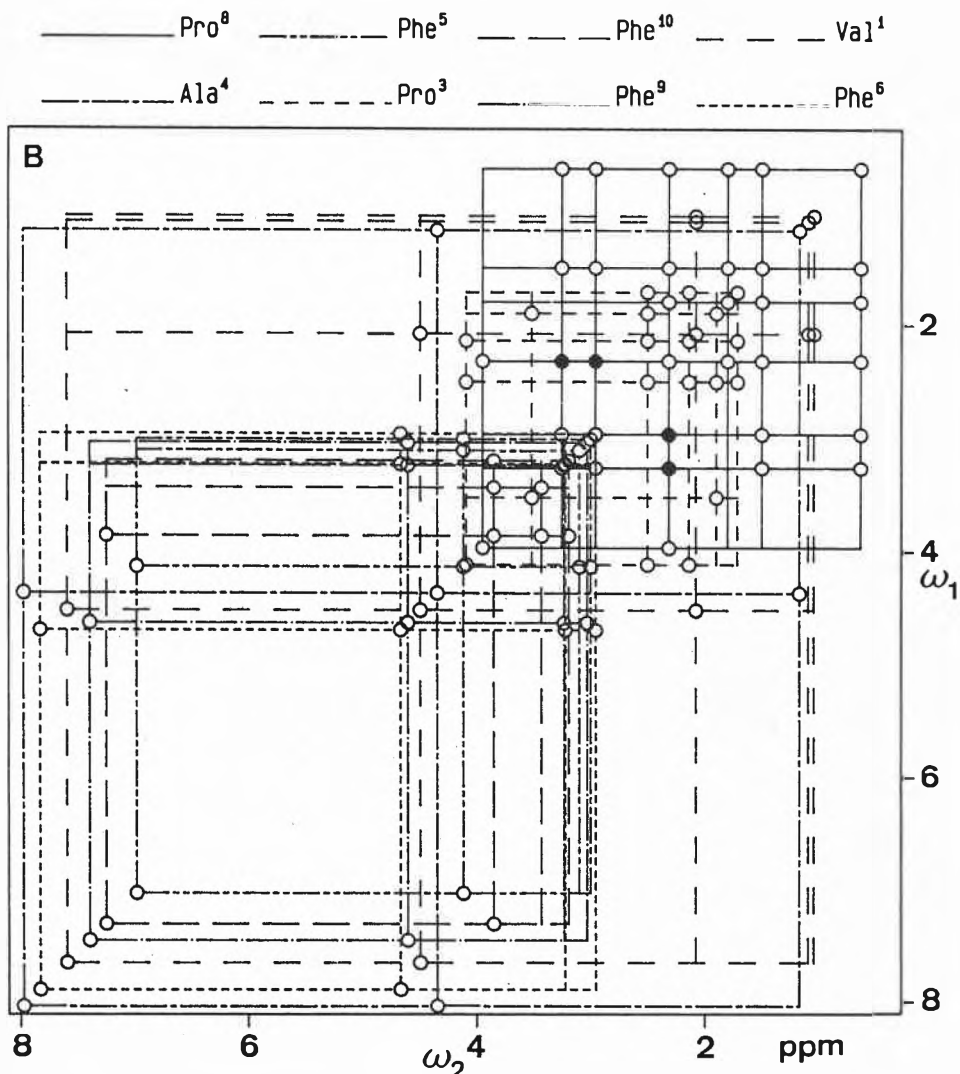 Pro⁸ Phe⁵ Phe¹⁰ Val¹
Ala⁴ Pro³ Phe⁹ Phe⁶
B
2
4
ω₁
6
8
8 6 4 2 ppm
ω₂